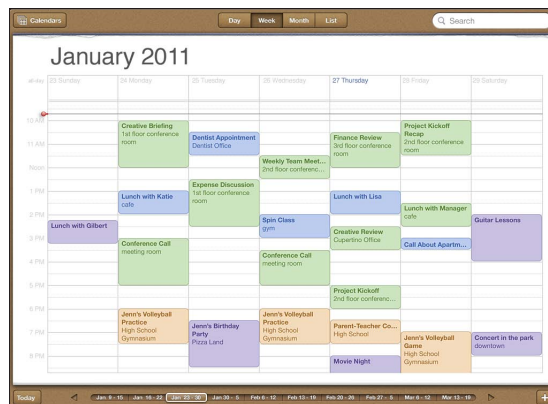 Calendars
Day
Week
Month
List
Search
January 2011
all-day
23 Sunday
24 Monday
25 Tuesday
26 Wednesday
27 Thursday
28 Friday
29 Saturday
10 AM
11 AM
Noon
1 PM
2 PM
3 PM
4 PM
5 PM
6 PM
7 PM
8 PM
Lunch with Gilbert
Creative Briefing
1st floor conference
room
Lunch with Katie
cafe
Conference Call
meeting room
Jenn's Volleyball
Practice
High School
Gymnasium
Dentist Appointment
Dentist Office
Expense Discussion
1st floor conference
room
Jenn's Birthday
Party
Pizza Land
Weekly Team Meet...
2nd floor conferenc...
Spin Class
gym
Conference Call
meeting room
Jenn's Volleyball
Practice
High School
Gymnasium
Finance Review
3rd floor conference
room
Lunch with Lisa
Creative Review
Cupertino Office
Project Kickoff
2nd floor conferenc...
Parent-Teacher Co...
High School
Movie Night
Project Kickoff
Recap
2nd floor conference
room
Lunch with Manager
cafe
Call About Apartm...
Jenn's Volleyball
Game
High School
Gymnasium
Guitar Lessons
Concert in the park
downtown
Today
Jan 9 - 15
Jan 16 - 22
Jan 23 - 30
Jan 30 - 5
Feb 6 - 12
Feb 13 - 19
Feb 20 - 26
Feb 27 - 5
Mar 6 - 12
Mar 13 - 19